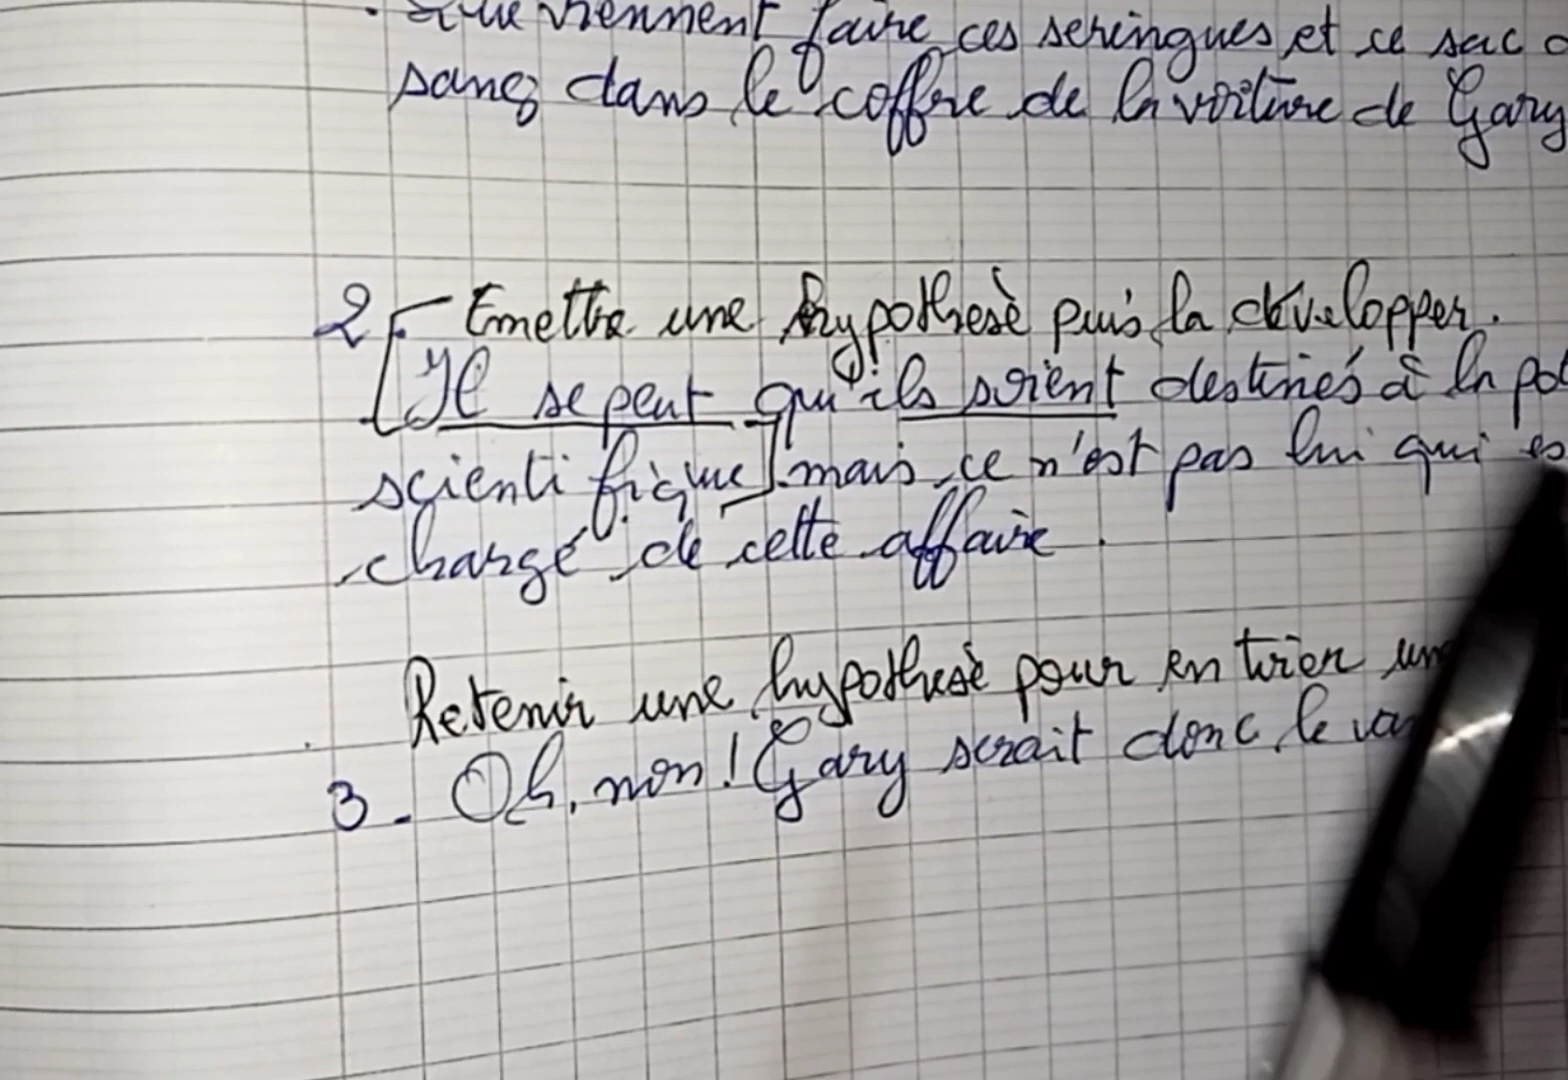 viennent faire ces seringues et ce sac
sang dans le coffre de la voiture de Gary
2 - Emettre une hypothèse puis la développer.
Il se peut qu'ils soient destinés à la
scientifique mais ce n'est pas lui qui
chargé de cette affaire.
Retenir une hypothèse pour en tirer
3 - Oh, non ! Gary serait donc le